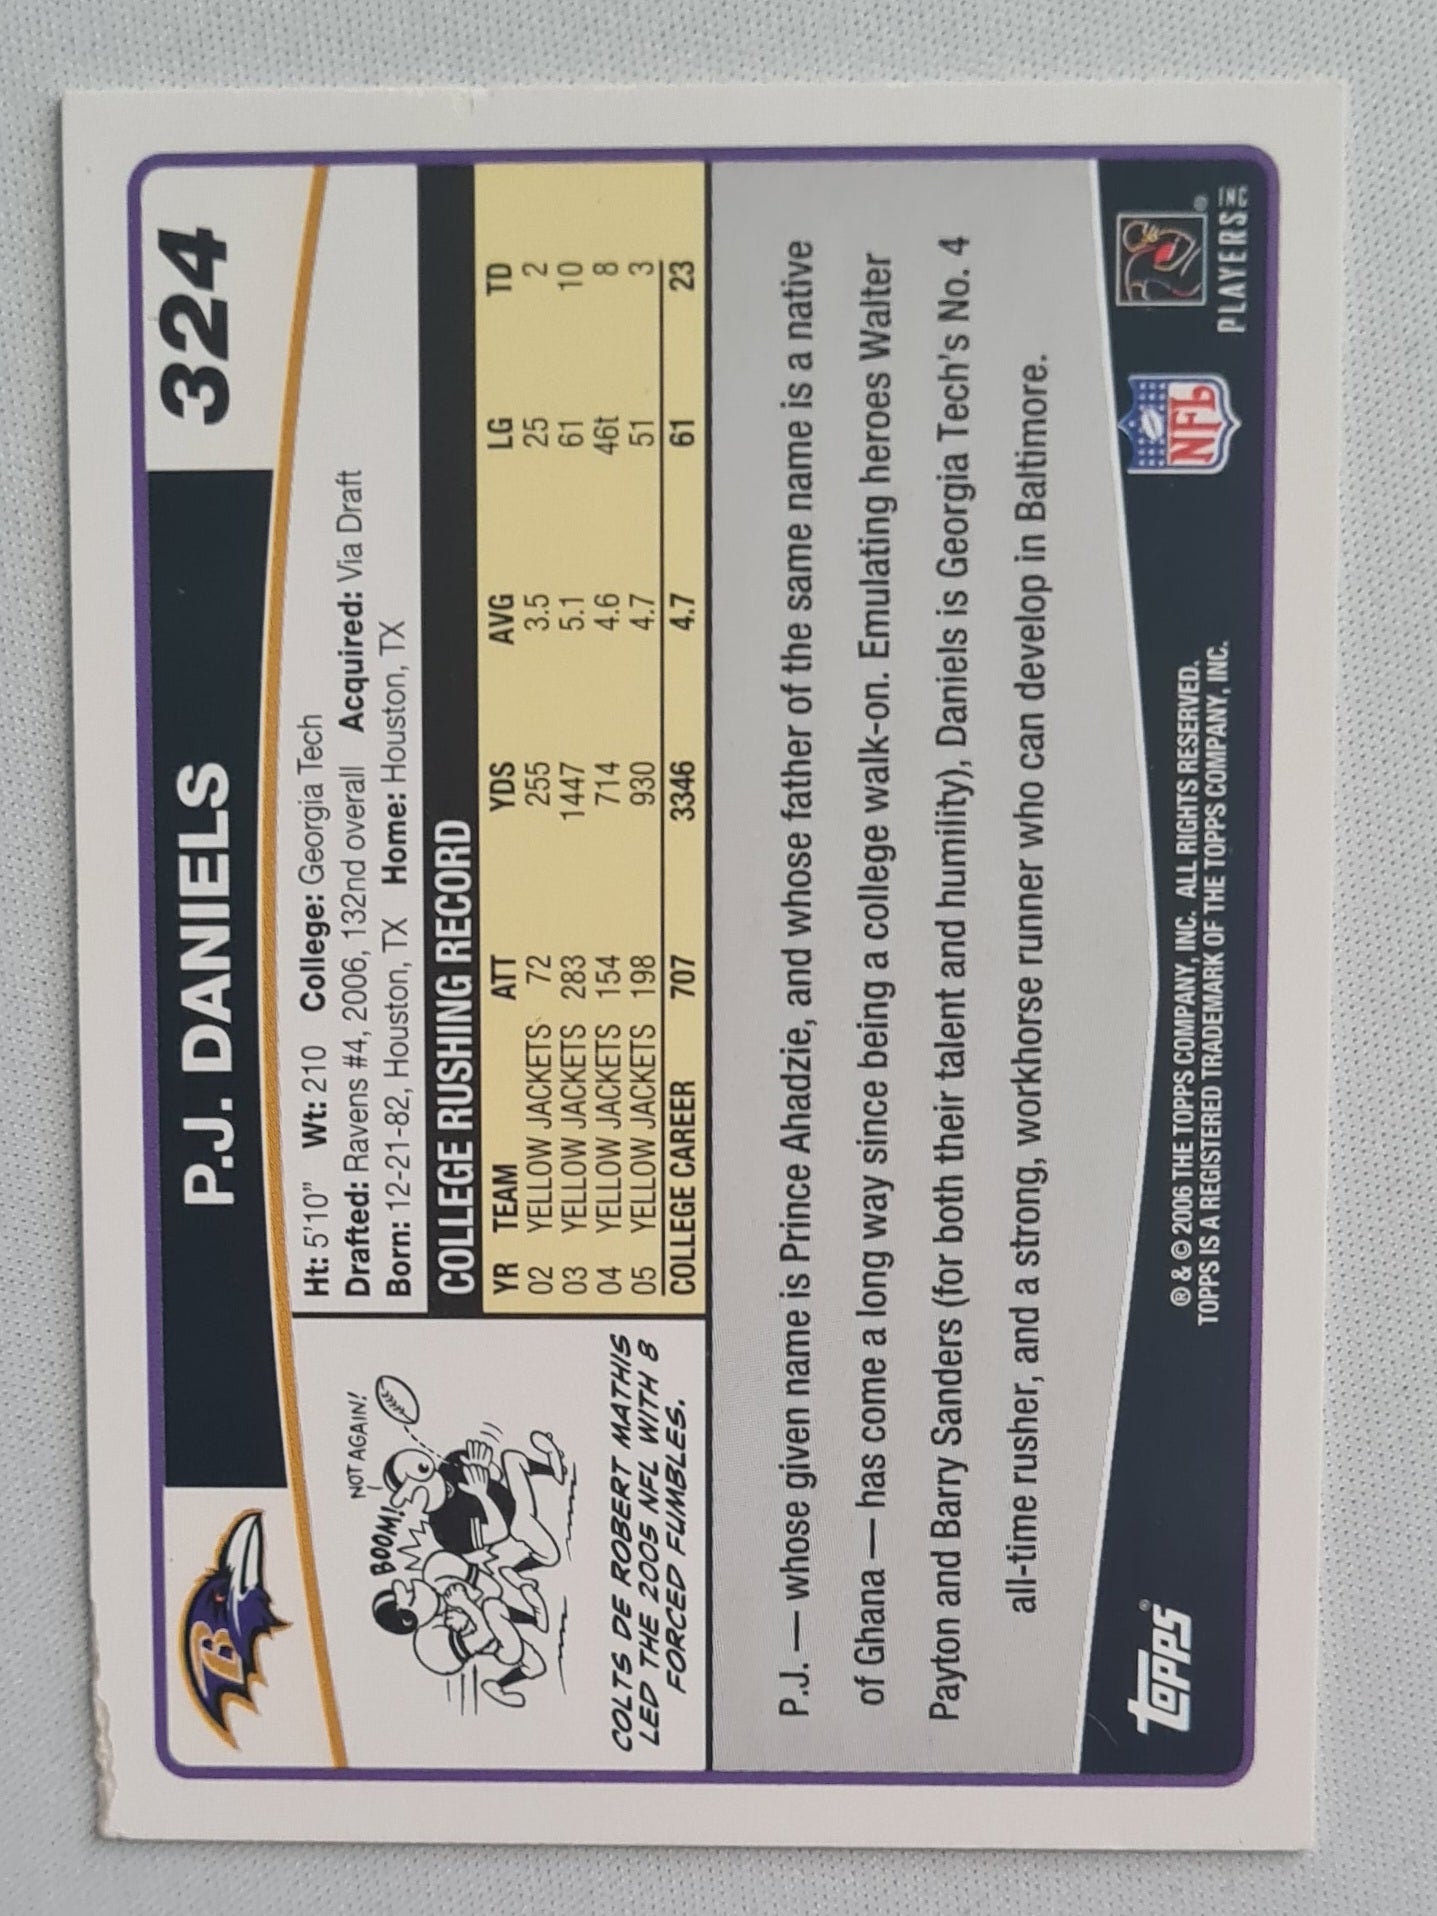 P.J. DANIELS
324
Ht: 5'10" Wt: 210 College: Georgia Tech
Drafted: Ravens #4, 2006, 132nd overall Acquired: Via Draft
Born: 12-21-82, Houston, TX Home: Houston, TX
NOT AGAIN!
BOOM!
COLTS DE ROBERT MATHIS
LED THE 2005 NFL WITH 8
FORCED FUMBLES.
COLLEGE RUSHING RECORD
YR TEAM ATT YDS AVG LG TD
02 YELLOW JACKETS 72 255 3.5 25 2
03 YELLOW JACKETS 283 1447 5.1 61 10
04 YELLOW JACKETS 154 714 4.6 46t 8
05 YELLOW JACKETS 198 930 4.7 51 3
COLLEGE CAREER 707 3346 4.7 61 23
P.J. — whose given name is Prince Ahadzie, and whose father of the same name is a native
of Ghana — has come a long way since being a college walk-on. Emulating heroes Walter
Payton and Barry Sanders (for both their talent and humility), Daniels is Georgia Tech's No. 4
all-time rusher, and a strong, workhorse runner who can develop in Baltimore.
Topps®
® & © 2006 THE TOPPS COMPANY, INC. ALL RIGHTS RESERVED.
TOPPS IS A REGISTERED TRADEMARK OF THE TOPPS COMPANY, INC.
NFL
PLAYERS INC
B